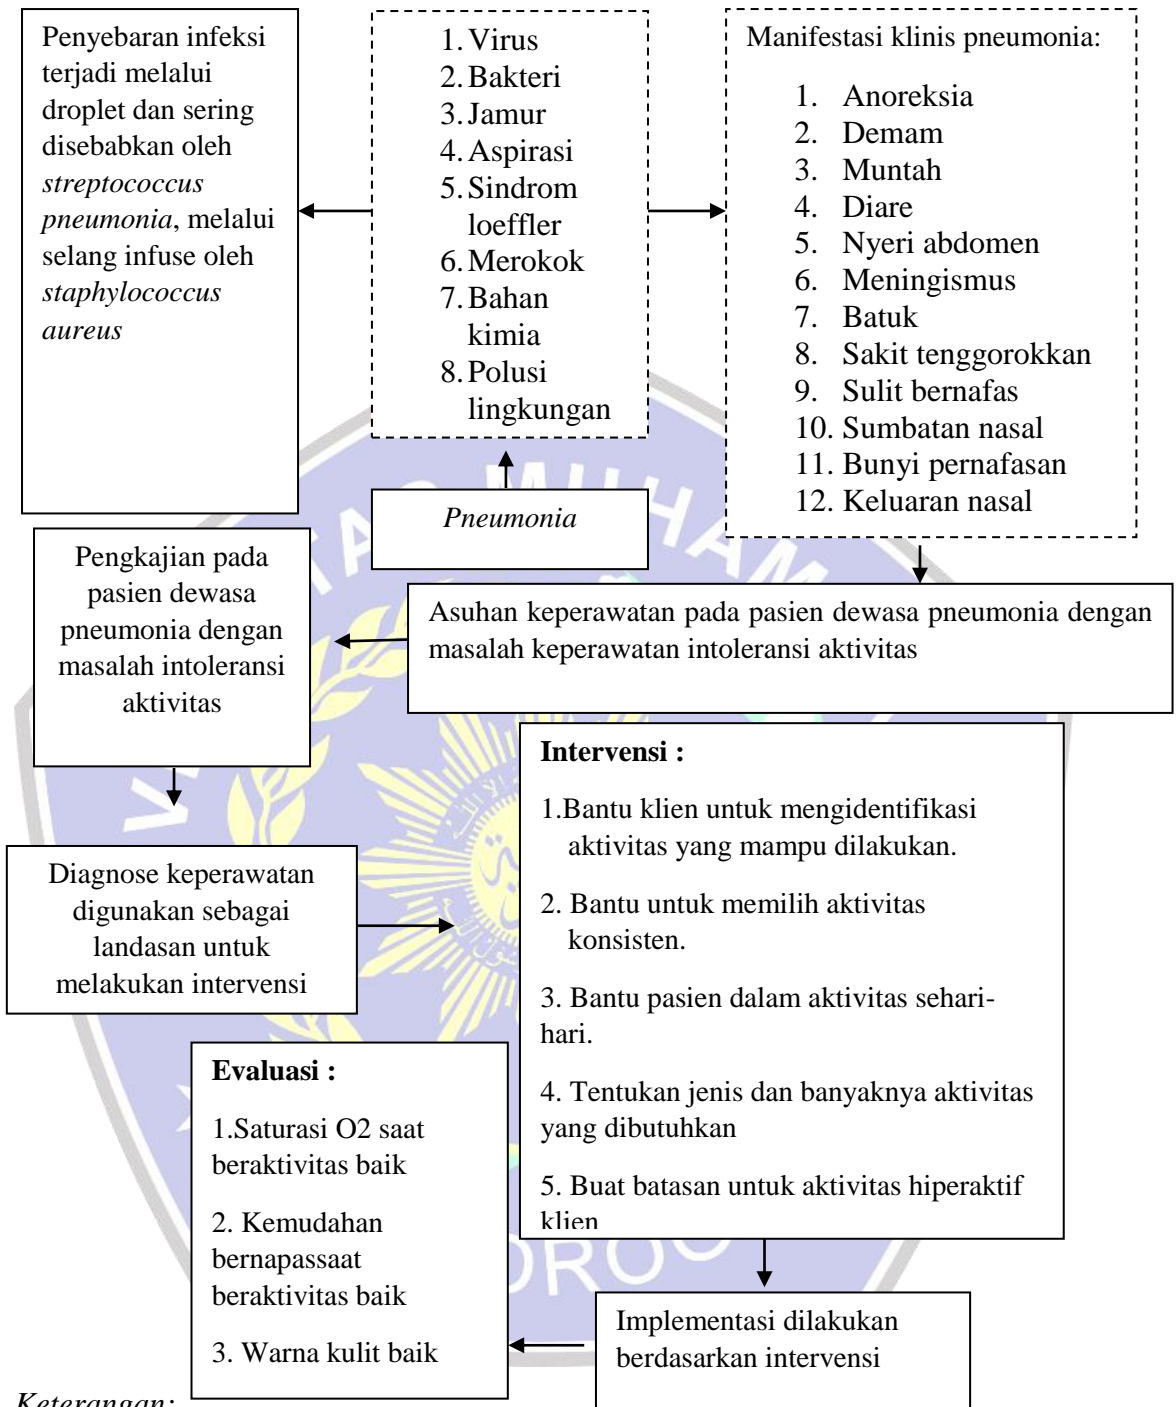 Penyebaran infeksi
terjadi melalui
droplet dan sering
disebabkan oleh
streptococcus
pneumonia, melalui
selang infuse oleh
staphylococcus
aureus
1. Virus
2. Bakteri
3. Jamur
4. Aspirasi
5. Sindrom
loeffler
6. Merokok
7. Bahan
kimia
8. Polusi
lingkungan
Manifestasi klinis pneumonia:
1. Anoreksia
2. Demam
3. Muntah
4. Diare
5. Nyeri abdomen
6. Meningismus
7. Batuk
8. Sakit tenggorokkan
9. Sulit bernafas
10. Sumbatan nasal
11. Bunyi pernafasan
12. Keluaran nasal
Pneumonia
Pengkajian pada
pasien dewasa
pneumonia dengan
masalah intoleransi
aktivitas
Asuhan keperawatan pada pasien dewasa pneumonia dengan
masalah keperawatan intoleransi aktivitas
Diagnose keperawatan
digunakan sebagai
landasan untuk
melakukan intervensi
Intervensi :
1.Bantu klien untuk mengidentifikasi
aktivitas yang mampu dilakukan.
2. Bantu untuk memilih aktivitas
konsisten.
3. Bantu pasien dalam aktivitas sehari-
hari.
4. Tentukan jenis dan banyaknya aktivitas
yang dibutuhkan
5. Buat batasan untuk aktivitas hiperaktif
klien
Evaluasi :
1.Saturasi O2 saat
beraktivitas baik
2. Kemudahan
bernapassaat
beraktivitas baik
3. Warna kulit baik
Implementasi dilakukan
berdasarkan intervensi
Keterangan: